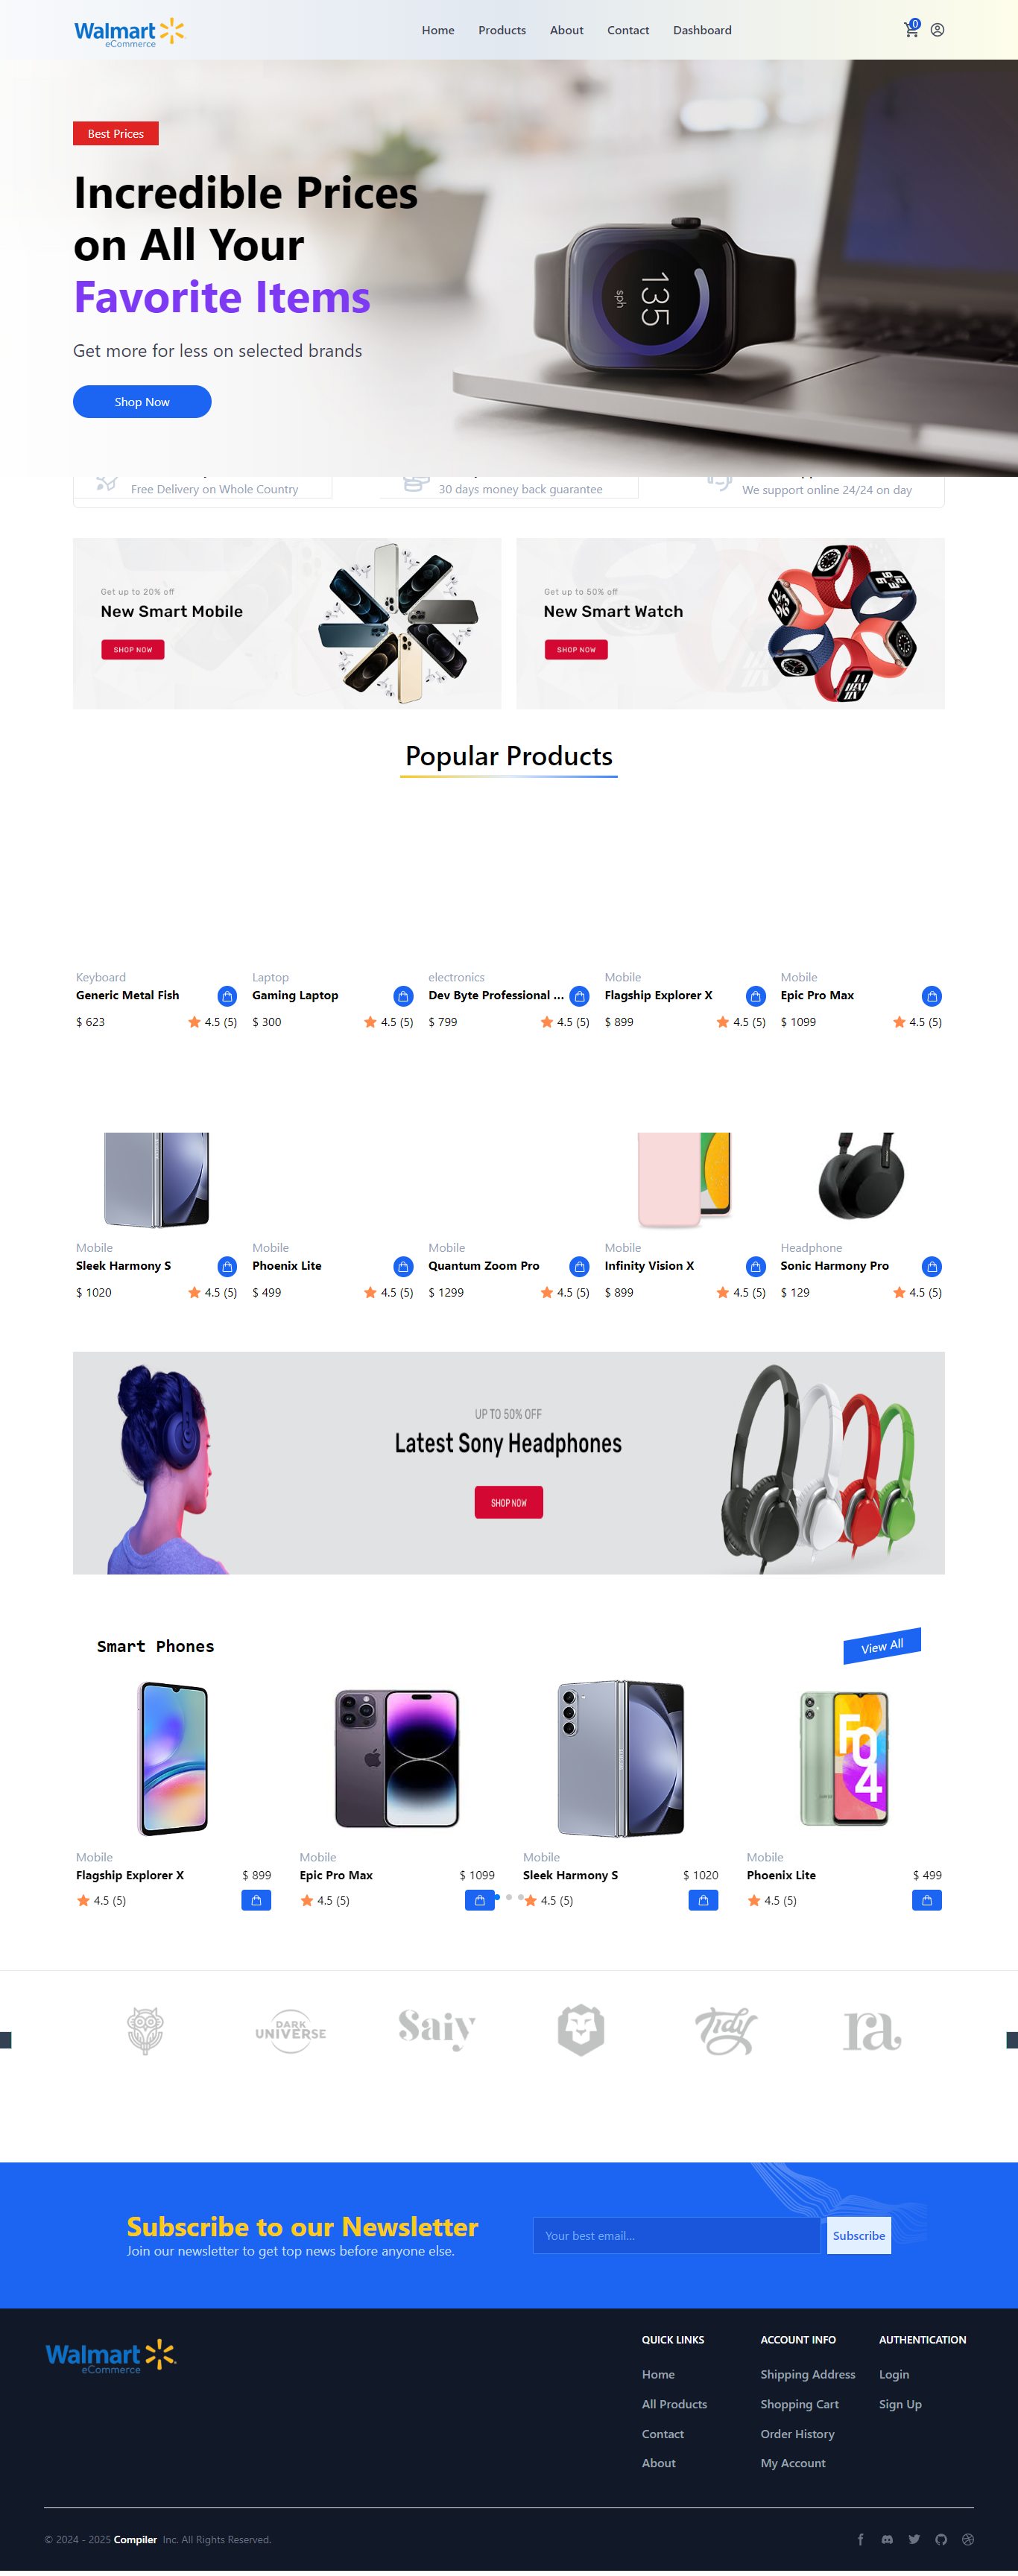 Walmart
eCommerce
Home
Products
About
Contact
Dashboard
0
Best Prices
Incredible Prices
on All Your
Favorite Items
Get more for less on selected brands
Shop Now
135
sph
Free Delivery on Whole Country
30 days money back guarantee
We support online 24/24 on day
Get up to 20% off
New Smart Mobile
SHOP NOW
Get up to 50% off
New Smart Watch
SHOP NOW
Popular Products
Keyboard
Generic Metal Fish
$ 623
4.5 (5)
Laptop
Gaming Laptop
$ 300
4.5 (5)
electronics
Dev Byte Professional ...
$ 799
4.5 (5)
Mobile
Flagship Explorer X
$ 899
4.5 (5)
Mobile
Epic Pro Max
$ 1099
4.5 (5)
Mobile
Sleek Harmony S
$ 1020
4.5 (5)
Mobile
Phoenix Lite
$ 499
4.5 (5)
Mobile
Quantum Zoom Pro
$ 1299
4.5 (5)
Mobile
Infinity Vision X
$ 899
4.5 (5)
Headphone
Sonic Harmony Pro
$ 129
4.5 (5)
UP TO 50% OFF
Latest Sony Headphones
SHOP NOW
Smart Phones
View All
F04
Mobile
Flagship Explorer X
$ 899
4.5 (5)
Mobile
Epic Pro Max
$ 1099
4.5 (5)
Mobile
Sleek Harmony S
$ 1020
4.5 (5)
Mobile
Phoenix Lite
$ 499
4.5 (5)
DARK
UNIVERSE
Saiy
Tidy
ra
Subscribe to our Newsletter
Join our newsletter to get top news before anyone else.
Your best email...
Subscribe
Walmart
eCommerce
QUICK LINKS
Home
All Products
Contact
About
ACCOUNT INFO
Shipping Address
Shopping Cart
Order History
My Account
AUTHENTICATION
Login
Sign Up
© 2024 - 2025 Compiler Inc. All Rights Reserved.